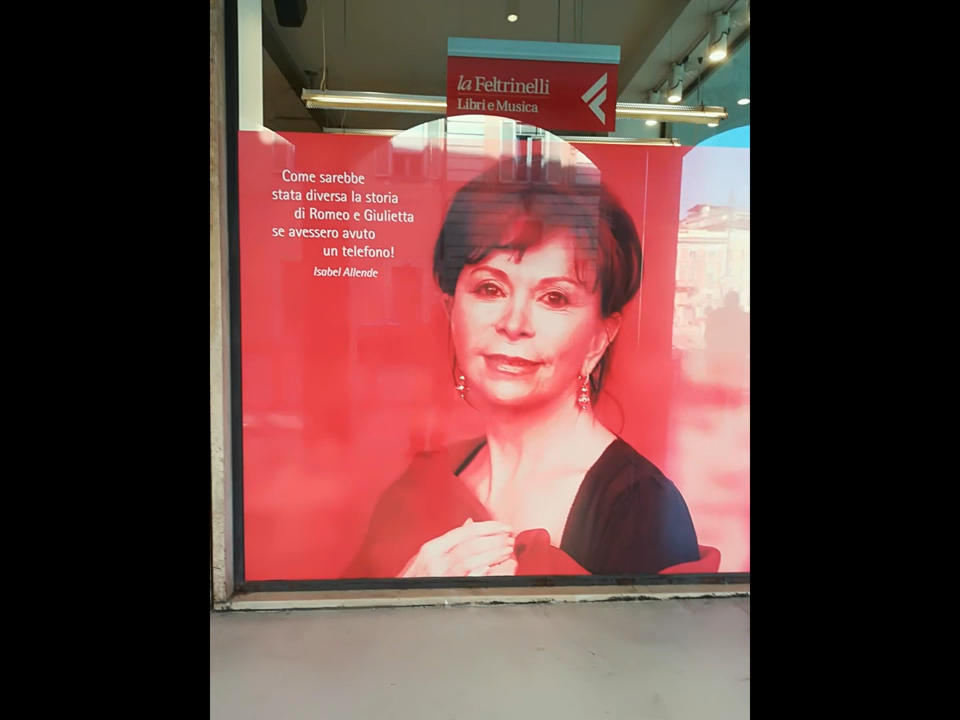 la Feltrinelli
Libri e Musica
Come sarebbe
stata diversa la storia
di Romeo e Giulietta
se avessero avuto
un telefono!
Isabel Allende